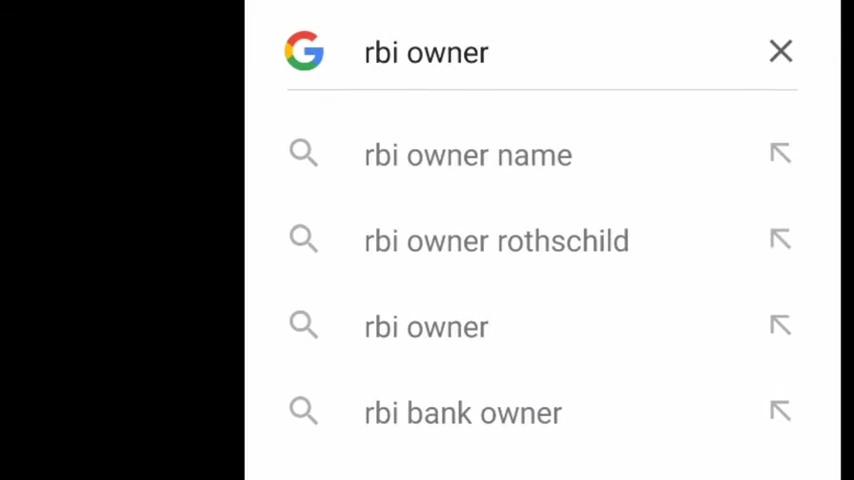 rbi owner
rbi owner name
rbi owner rothschild
rbi owner
rbi bank owner